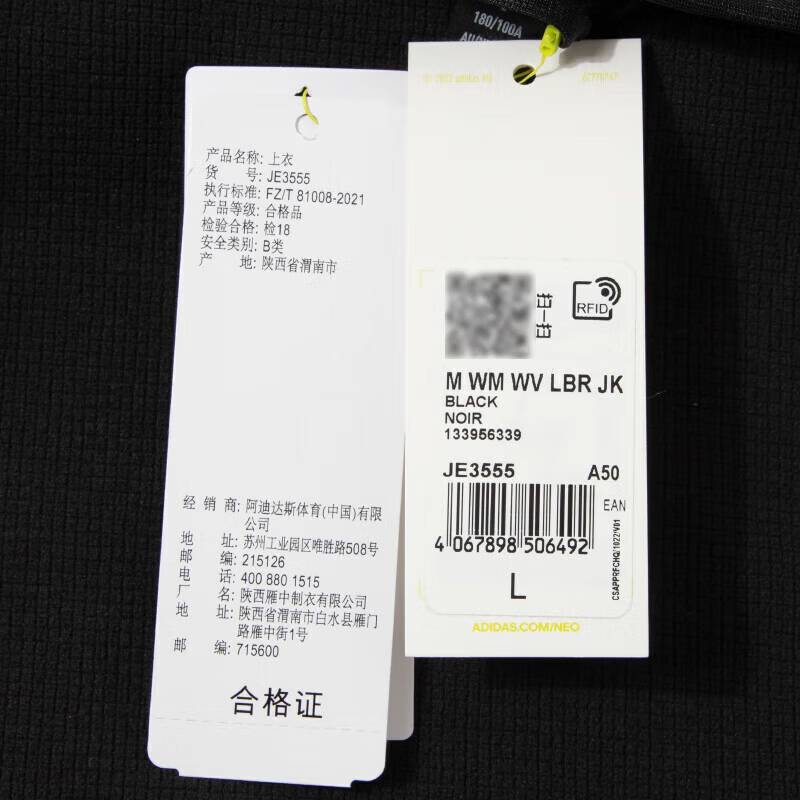 180/100A
产品名称: 上衣
货 号: JE3555
执行标准: FZ/T 81008-2021
产品等级: 合格品
检验合格: 检18
安全类别: B类
产 地: 陕西省渭南市
经 销 商: 阿迪达斯体育(中国)有限
公司
地 址: 苏州工业园区唯胜路508号
邮 编: 215126
电 话: 400 880 1515
厂 名: 陕西雁中制衣有限公司
地 址: 陕西省渭南市白水县雁门
路雁中街1号
邮 编: 715600
合格证
RFID
M WM WV LBR JK
BLACK
NOIR
133956339
JE3555 A50
EAN
4 067898 506492
CSAPPRFCHQ/1022/V01
L
ADIDAS.COM/NEO